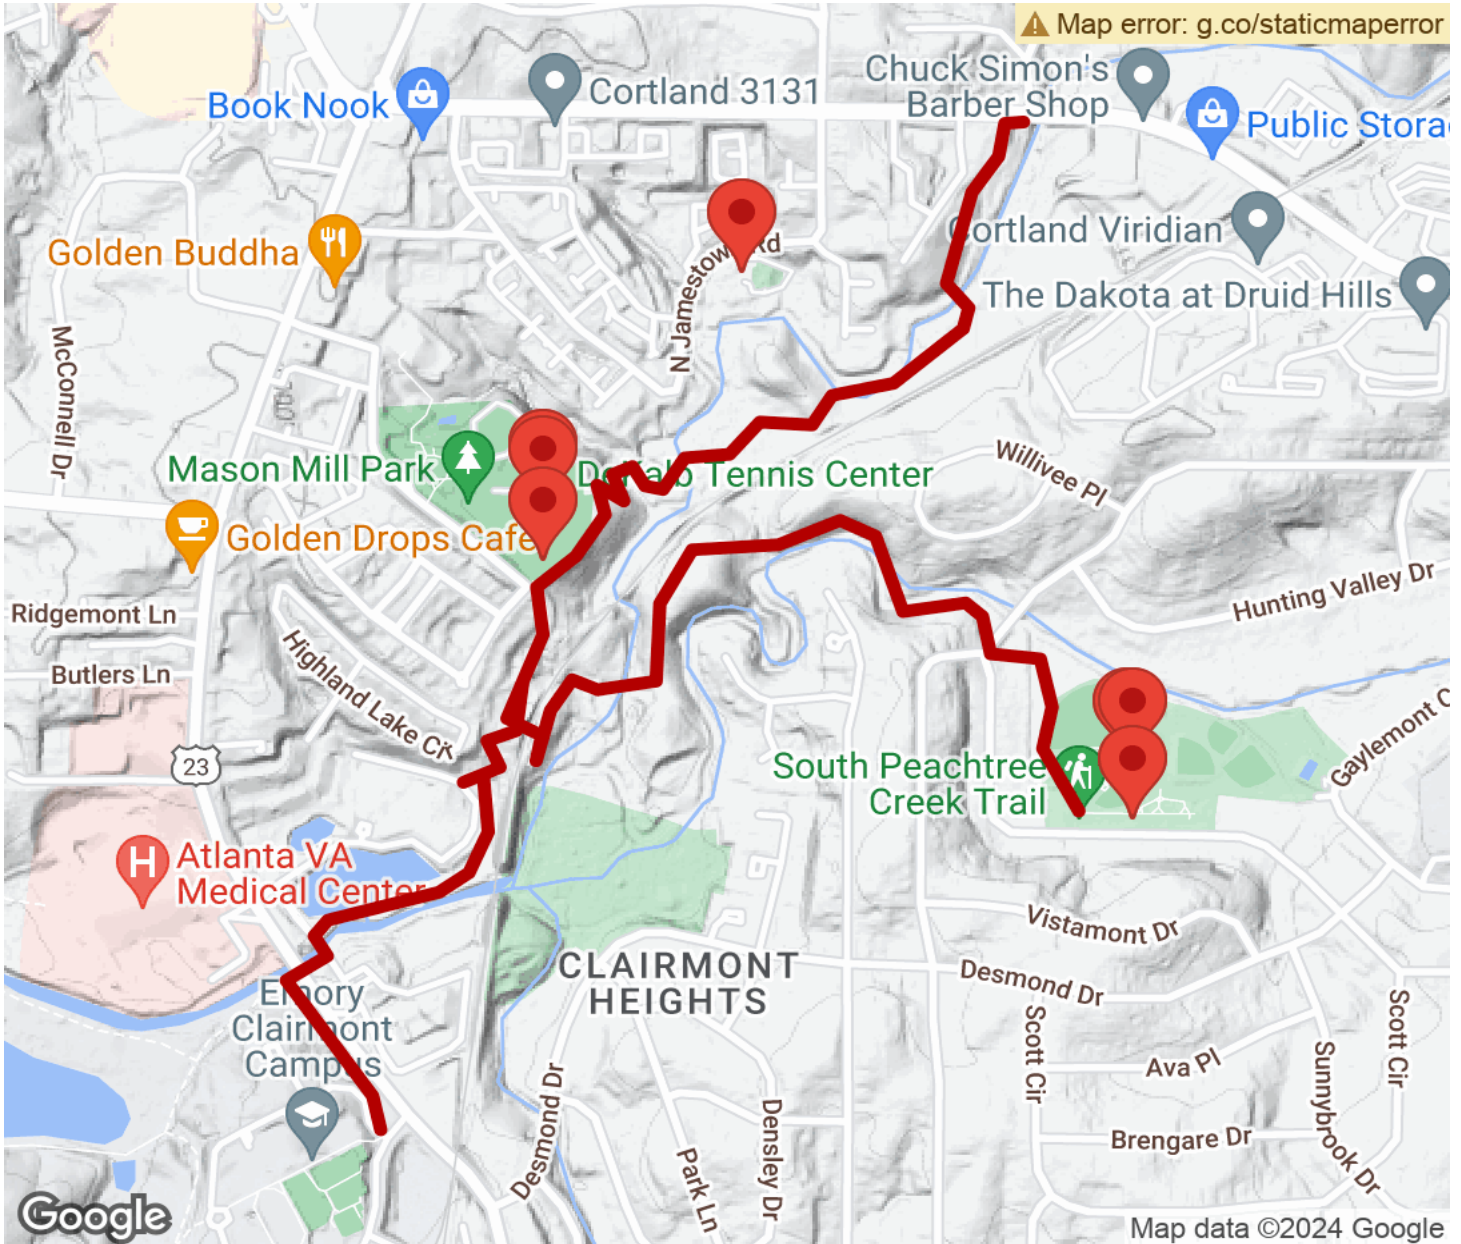 Map error: g.co/staticmaperror
Chuck Simon's
Barber Shop
Cortland 3131
Book Nook
Public Stora
Cortland Viridian
Golden Buddha
N Jamestown Rd
The Dakota at Druid Hills
McConnell Dr
Willivee Pl
Mason Mill Park
DeKalb Tennis Center
Golden Drops Cafe
Hunting Valley Dr
Ridgemont Ln
Highland Lake Cir
Butlers Ln
Gaylemont C
23
South Peachtree
Creek Trail
H
Atlanta VA
Medical Center
Vistamont Dr
CLAIRMONT
HEIGHTS
Desmond Dr
Emory
Clairmont
Campus
Scott Cir
Scott Cir
Ava Pl
Sunnybrook Dr
Desmond Dr
Densley Dr
Brengare Dr
Park Ln
Google
Map data ©2024 Google